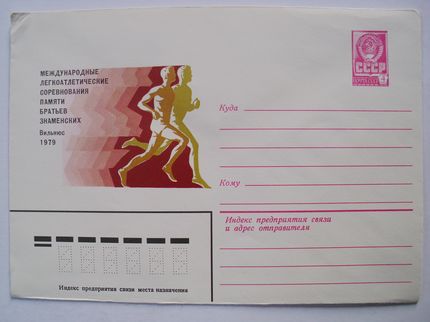 МЕЖДУНАРОДНЫЕ
ЛЕГКОАТЛЕТИЧЕСКИЕ
СОРЕВНОВАНИЯ
ПАМЯТИ
БРАТЬЕВ
ЗНАМЕНСКИХ
Вильнюс
1979
СССР
Куда
Кому
Индекс предприятия связи
и адрес отправителя
Индекс предприятия связи места назначения